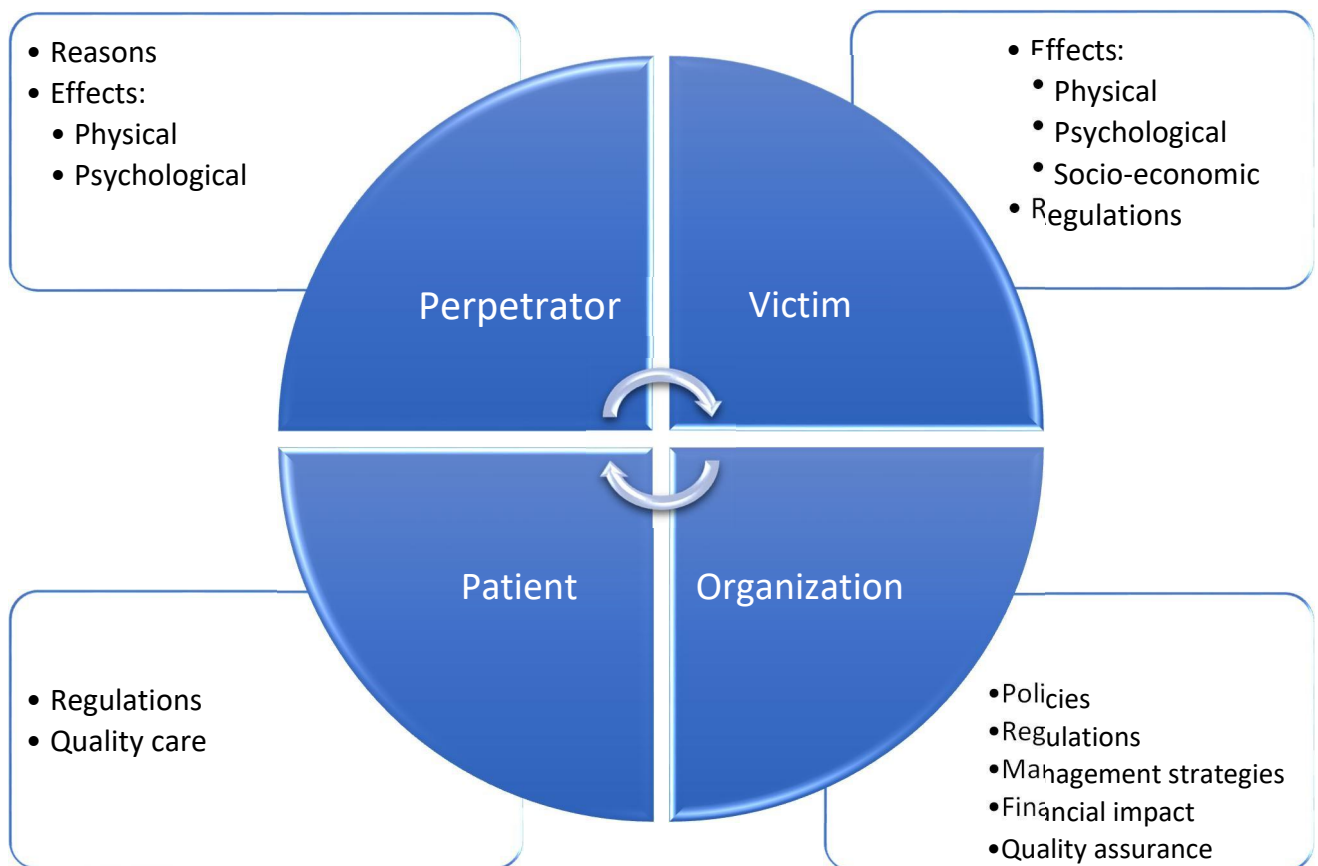 • Reasons
• Effects:
• Physical
• Psychological
• Effects:
• Physical
• Psychological
• Socio-economic
• Regulations
Perpetrator
Victim
Patient
Organization
• Regulations
• Quality care
•Policies
•Regulations
•Management strategies
•Financial impact
•Quality assurance